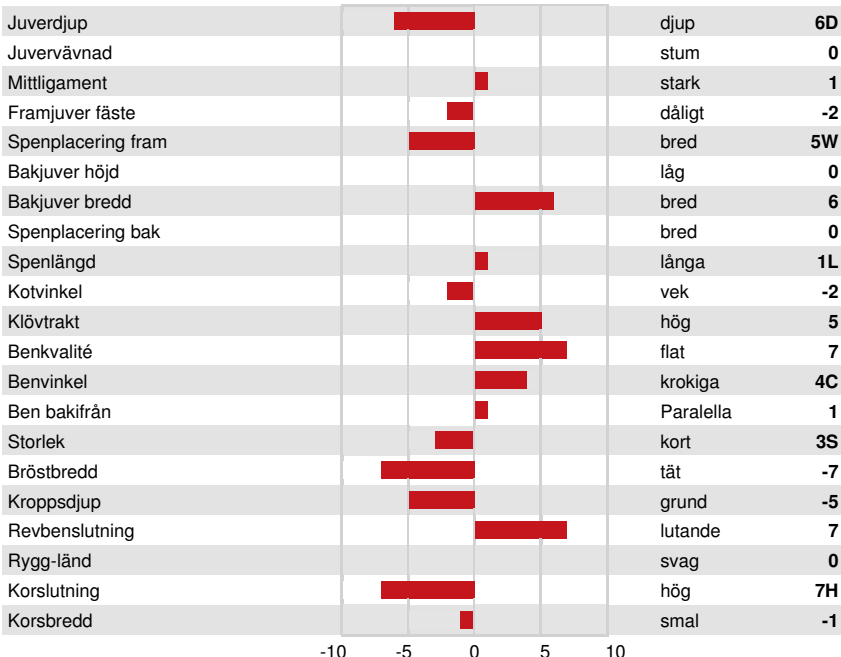 Juverdjup djup 6D
Juvervävnad stum 0
Mittligament stark 1
Framjuver fäste dåligt -2
Spenplacering fram bred 5W
Bakjuver höjd låg 0
Bakjuver bredd bred 6
Spenplacering bak bred 0
Spenlängd långa 1L
Kotvinkel vek -2
Klövtrakt hög 5
Benkvalité flat 7
Benvinkel krokiga 4C
Ben bakifrån Paralella 1
Storlek kort 3S
Bröstbredd tät -7
Kroppsdjup grund -5
Revbenslutning lutande 7
Rygg-länd svag 0
Korslutning hög 7H
Korsbredd smal -1
-10 -5 0 5 10